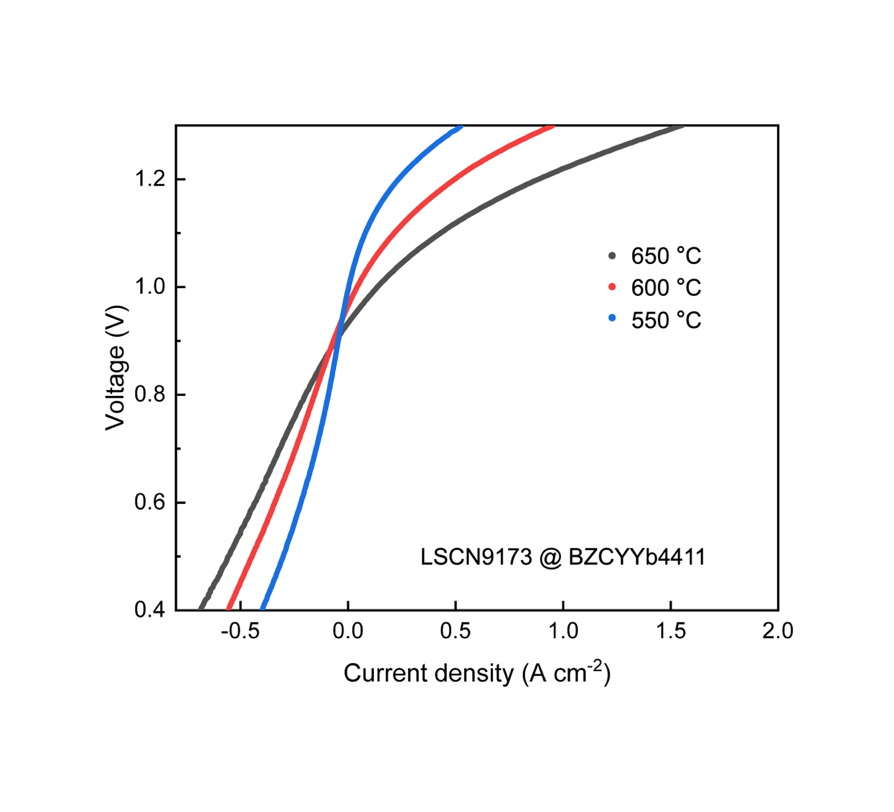 1.2
1.0
0.8
0.6
0.4
-0.5
0.0
0.5
1.0
1.5
2.0
Voltage (V)
Current density (A cm⁻²)
650 °C
600 °C
550 °C
LSCN9173 @ BZCYYb4411